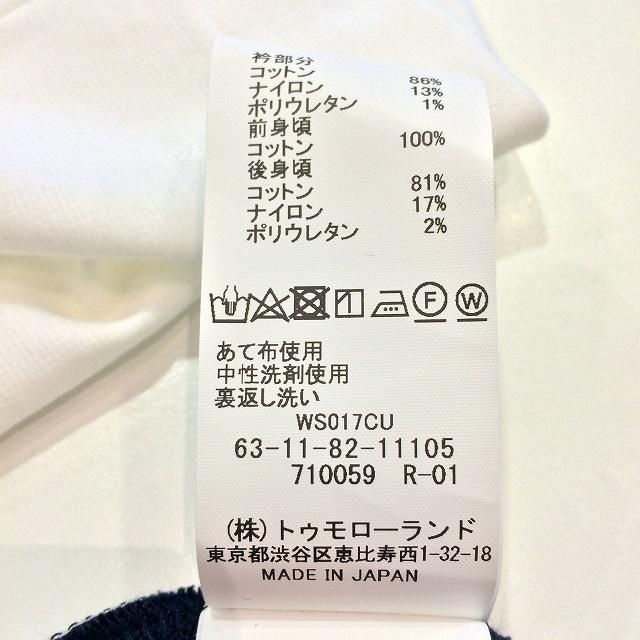 衿部分
コットン 86%
ナイロン 13%
ポリウレタン 1%
前身頃
コットン 100%
後身頃
コットン 81%
ナイロン 17%
ポリウレタン 2%
F W
あて布使用
中性洗剤使用
裏返し洗い
WS017CU
63-11-82-11105
710059 R-01
(株)トゥモローランド
東京都渋谷区恵比寿西1-32-18
MADE IN JAPAN